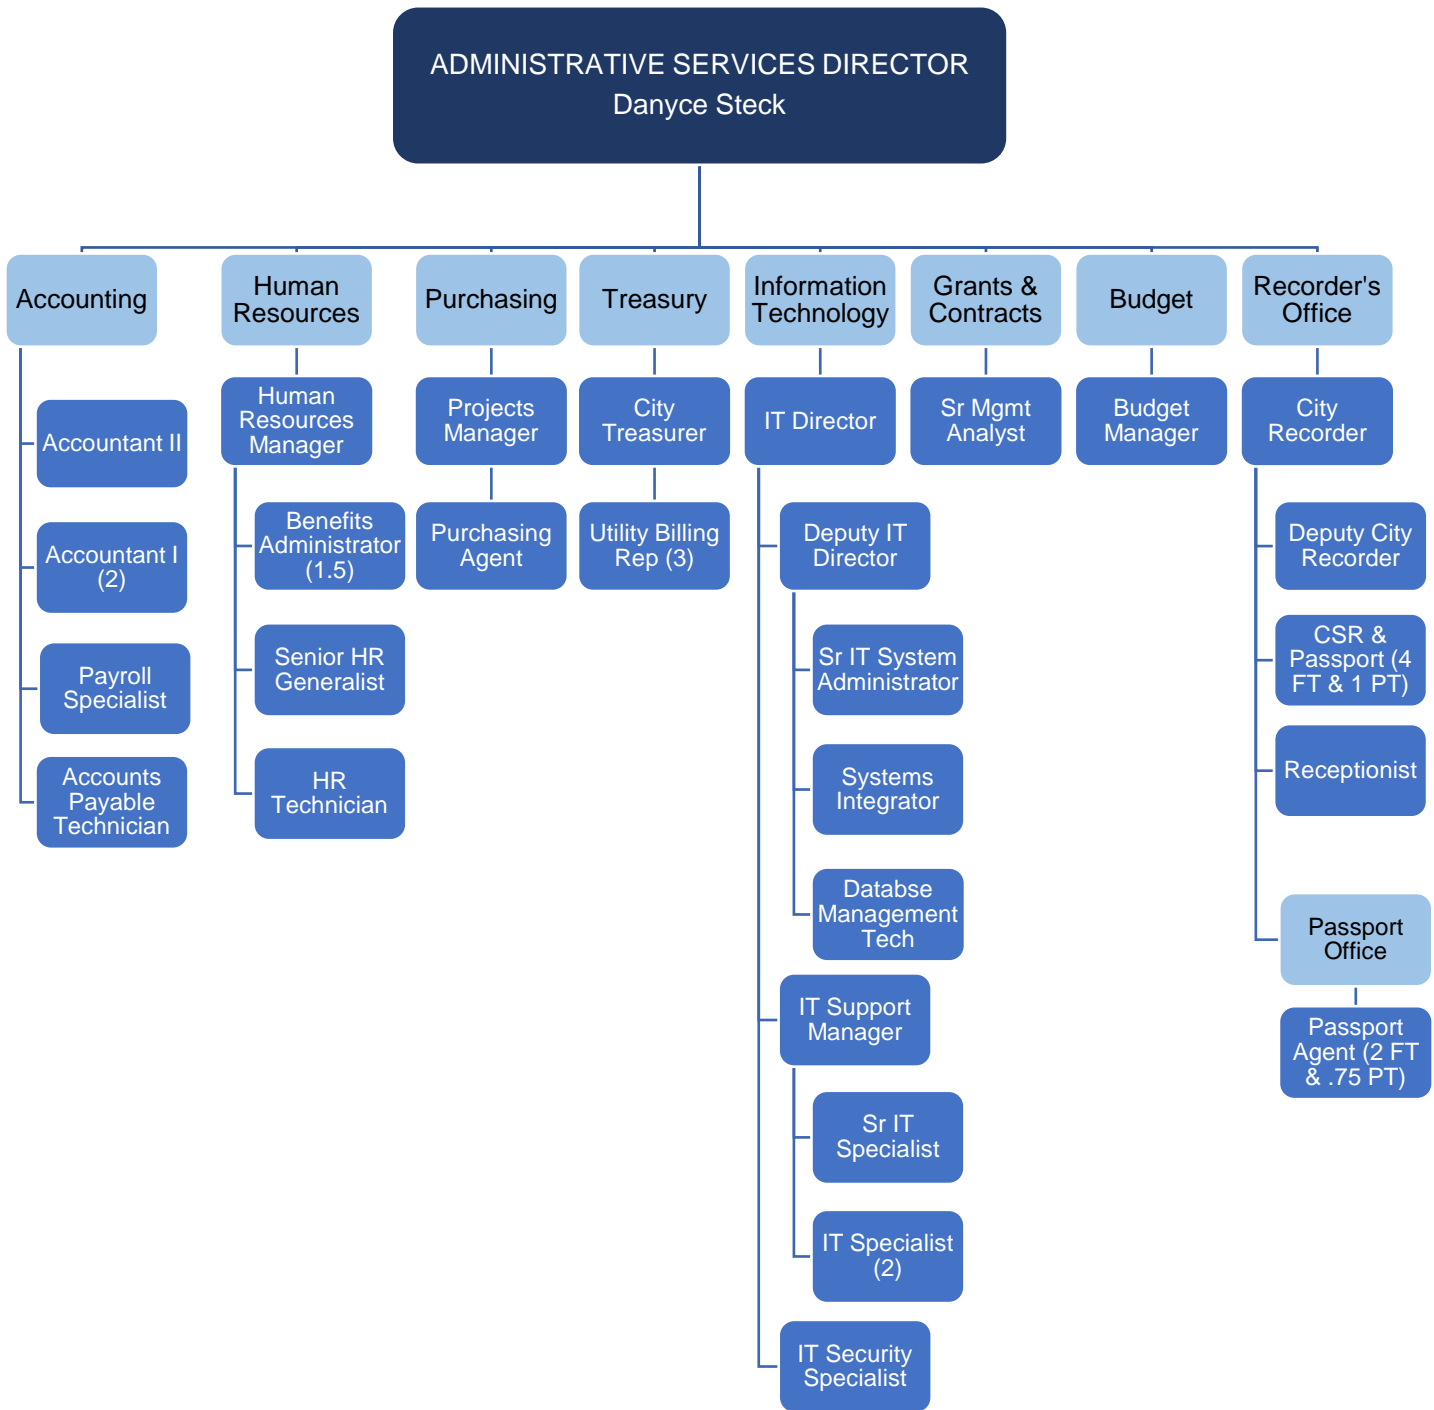 ADMINISTRATIVE SERVICES DIRECTOR
Danyce Steck
Accounting
Accountant II
Accountant I
(2)
Payroll
Specialist
Accounts
Payable
Technician
Human
Resources
Human
Resources
Manager
Benefits
Administrator
(1.5)
Senior HR
Generalist
HR
Technician
Purchasing
Projects
Manager
Purchasing
Agent
Treasury
City
Treasurer
Utility Billing
Rep (3)
Information
Technology
IT Director
Deputy IT
Director
Sr IT System
Administrator
Systems
Integrator
Databse
Management
Tech
IT Support
Manager
Sr IT
Specialist
IT Specialist
(2)
IT Security
Specialist
Grants &
Contracts
Sr Mgmt
Analyst
Budget
Budget
Manager
Recorder's
Office
City
Recorder
Deputy City
Recorder
CSR &
Passport (4
FT & 1 PT)
Receptionist
Passport
Office
Passport
Agent (2 FT
& .75 PT)